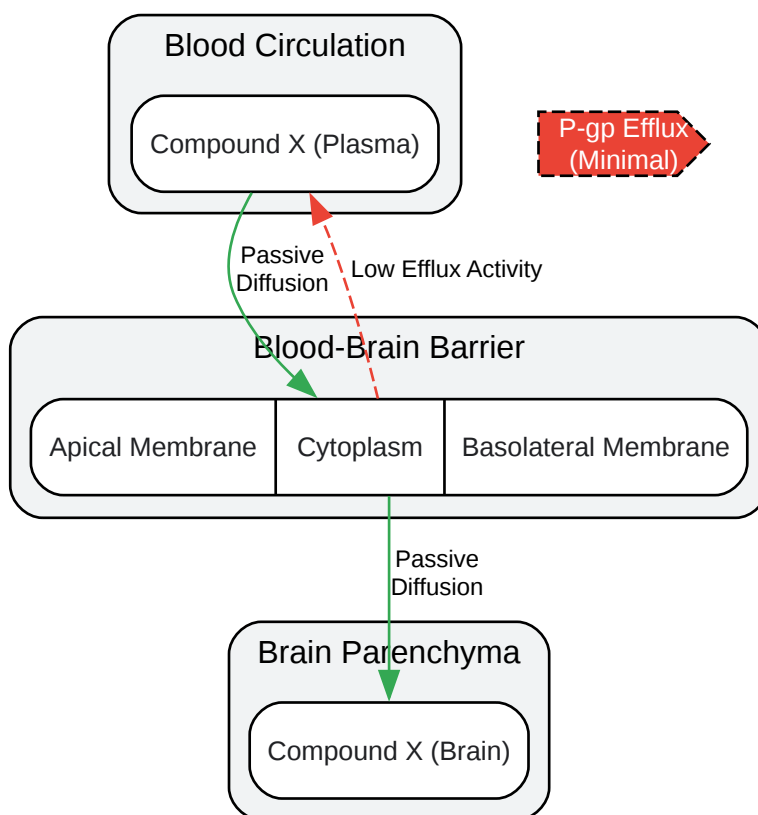 Blood Circulation
Compound X (Plasma)
P-gp Efflux
(Minimal)
Passive
Diffusion
Low Efflux Activity
Blood-Brain Barrier
Apical Membrane
Cytoplasm
Basolateral Membrane
Passive
Diffusion
Brain Parenchyma
Compound X (Brain)